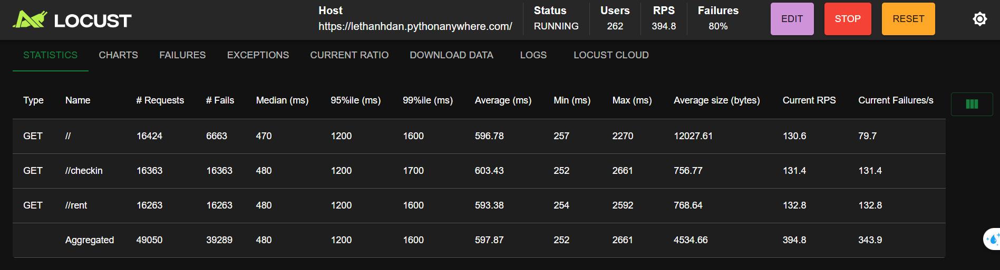 LOCUST
Host Status Users RPS Failures
https://lethanhdan.pythonanywhere.com/ RUNNING 262 394.8 80% EDIT STOP RESET
STATISTICS CHARTS FAILURES EXCEPTIONS CURRENT RATIO DOWNLOAD DATA LOGS LOCUST CLOUD
Type Name # Requests # Fails Median (ms) 95%ile (ms) 99%ile (ms) Average (ms) Min (ms) Max (ms) Average size (bytes) Current RPS Current Failures/s
GET // 16424 6663 470 1200 1600 596.78 257 2270 12027.61 130.6 79.7
GET //checkin 16363 16363 480 1200 1700 603.43 252 2661 756.77 131.4 131.4
GET //rent 16263 16263 480 1200 1600 593.38 254 2592 768.64 132.8 132.8
Aggregated 49050 39289 480 1200 1600 597.87 252 2661 4534.66 394.8 343.9